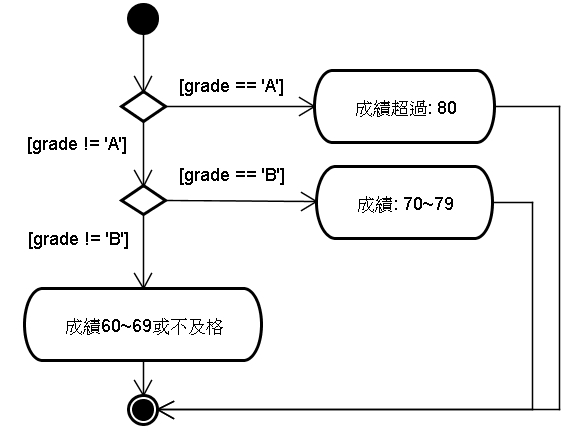 [grade == 'A']
成績超過: 80
[grade != 'A']
[grade == 'B']
成績: 70~79
[grade != 'B']
成績60~69或不及格